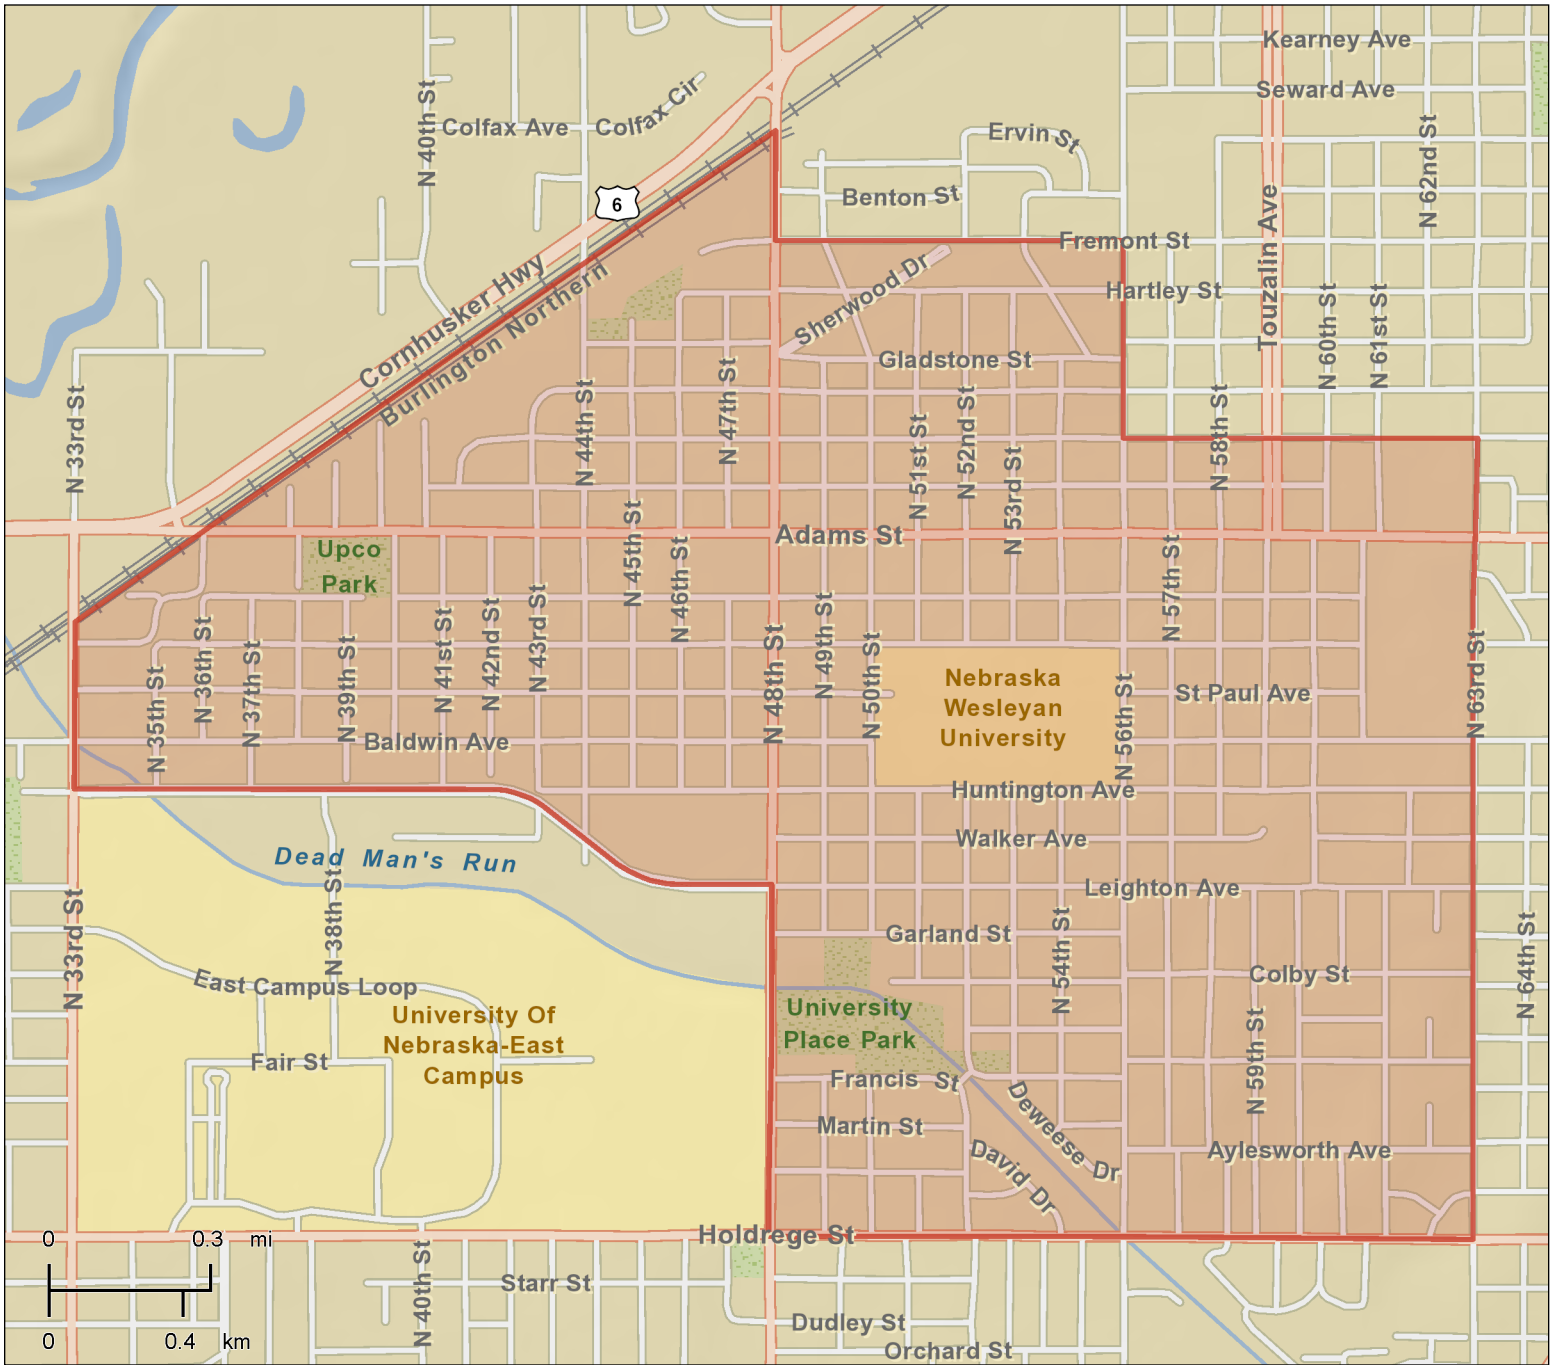 Kearney Ave
Seward Ave
N 40th St
Colfax Ave
Colfax Cir
Ervin St
N 62nd St
6
Benton St
Touzalin Ave
Fremont St
Cornhusker Hwy
Burlington Northern
Sherwood Dr
Hartley St
N 60th St
N 61st St
Gladstone St
N 33rd St
N 44th St
N 47th St
N 51st St
N 52nd St
N 53rd St
N 58th St
Adams St
Upco
Park
N 45th St
N 46th St
N 57th St
N 35th St
N 36th St
N 37th St
N 39th St
N 41st St
N 42nd St
N 43rd St
N 48th St
N 49th St
N 50th St
Nebraska
Wesleyan
University
N 56th St
St Paul Ave
N 63rd St
Baldwin Ave
Huntington Ave
Walker Ave
Dead Man's Run
Leighton Ave
N 33rd St
N 38th St
Garland St
N 54th St
Colby St
N 64th St
East Campus Loop
University Of
Nebraska-East
Campus
University
Place Park
Fair St
N 59th St
Francis St
Deweese Dr
Martin St
David Dr
Aylesworth Ave
Holdrege St
0 0.3 mi
0 0.4 km
N 40th St
Starr St
Dudley St
Orchard St